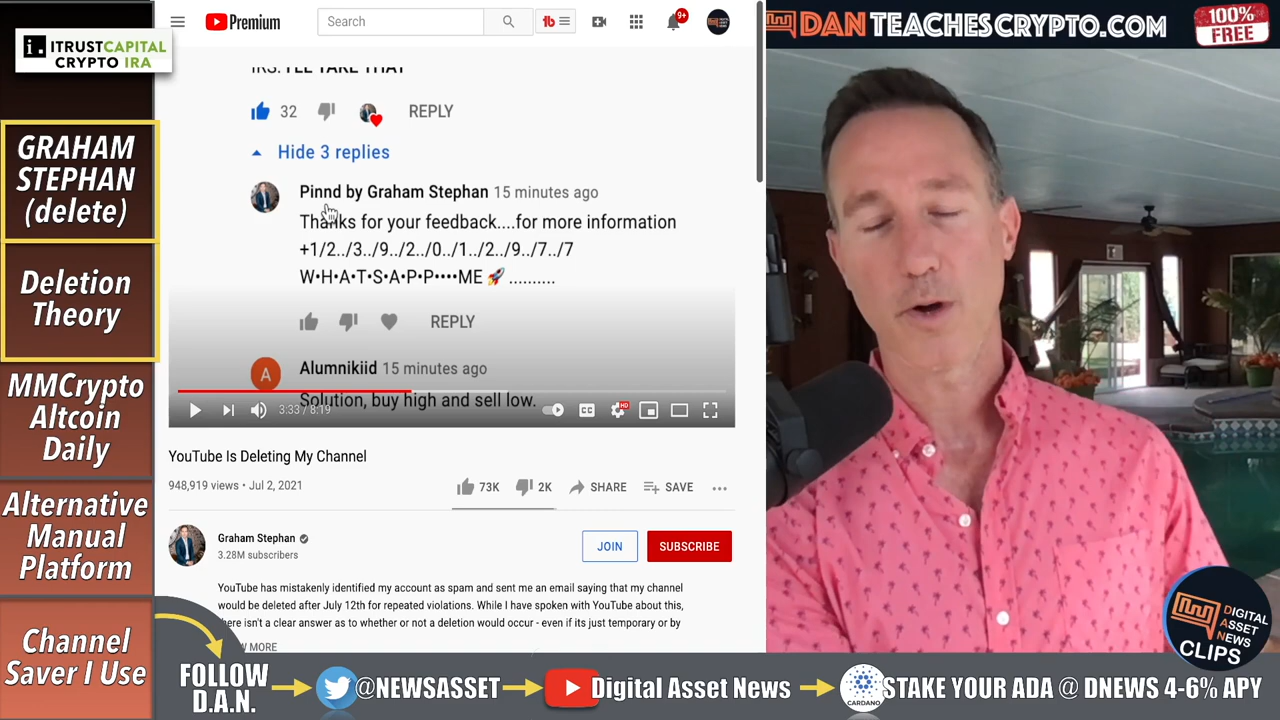 ITRUSTCAPITAL
CRYPTO IRA
GRAHAM
STEPHAN
(delete)
Deletion
Theory
MMCrypto
Altcoin
Daily
Alternative
Manual
Platform
Channel
Saver I Use
Premium
Search
tb
9+
IRS: I'LL TAKE THAT
32
REPLY
Hide 3 replies
Pinnd by Graham Stephan 15 minutes ago
Thanks for your feedback....for more information
+1/2../3../9../2../0../1../2../9../7../7
W•H•A•T•S•A•P•P••••ME 🚀 ..........
REPLY
A
Alumnikiid 15 minutes ago
Solution, buy high and sell low.
3:33 / 8:19
CC
HD
YouTube Is Deleting My Channel
948,919 views • Jul 2, 2021
73K
2K
SHARE
SAVE
Graham Stephan
3.28M subscribers
JOIN
SUBSCRIBE
YouTube has mistakenly identified my account as spam and sent me an email saying that my channel
would be deleted after July 12th for repeated violations. While I have spoken with YouTube about this,
there isn't a clear answer as to whether or not a deletion would occur - even if its just temporary or by
MORE
DAN TEACHESCRYPTO.COM
100%
FREE
DIGITAL
ASSET
NEWS
CLIPS
FOLLOW
D.A.N.
@NEWSASSET
Digital Asset News
CARDANO
STAKE YOUR ADA @ DNEWS 4-6% APY